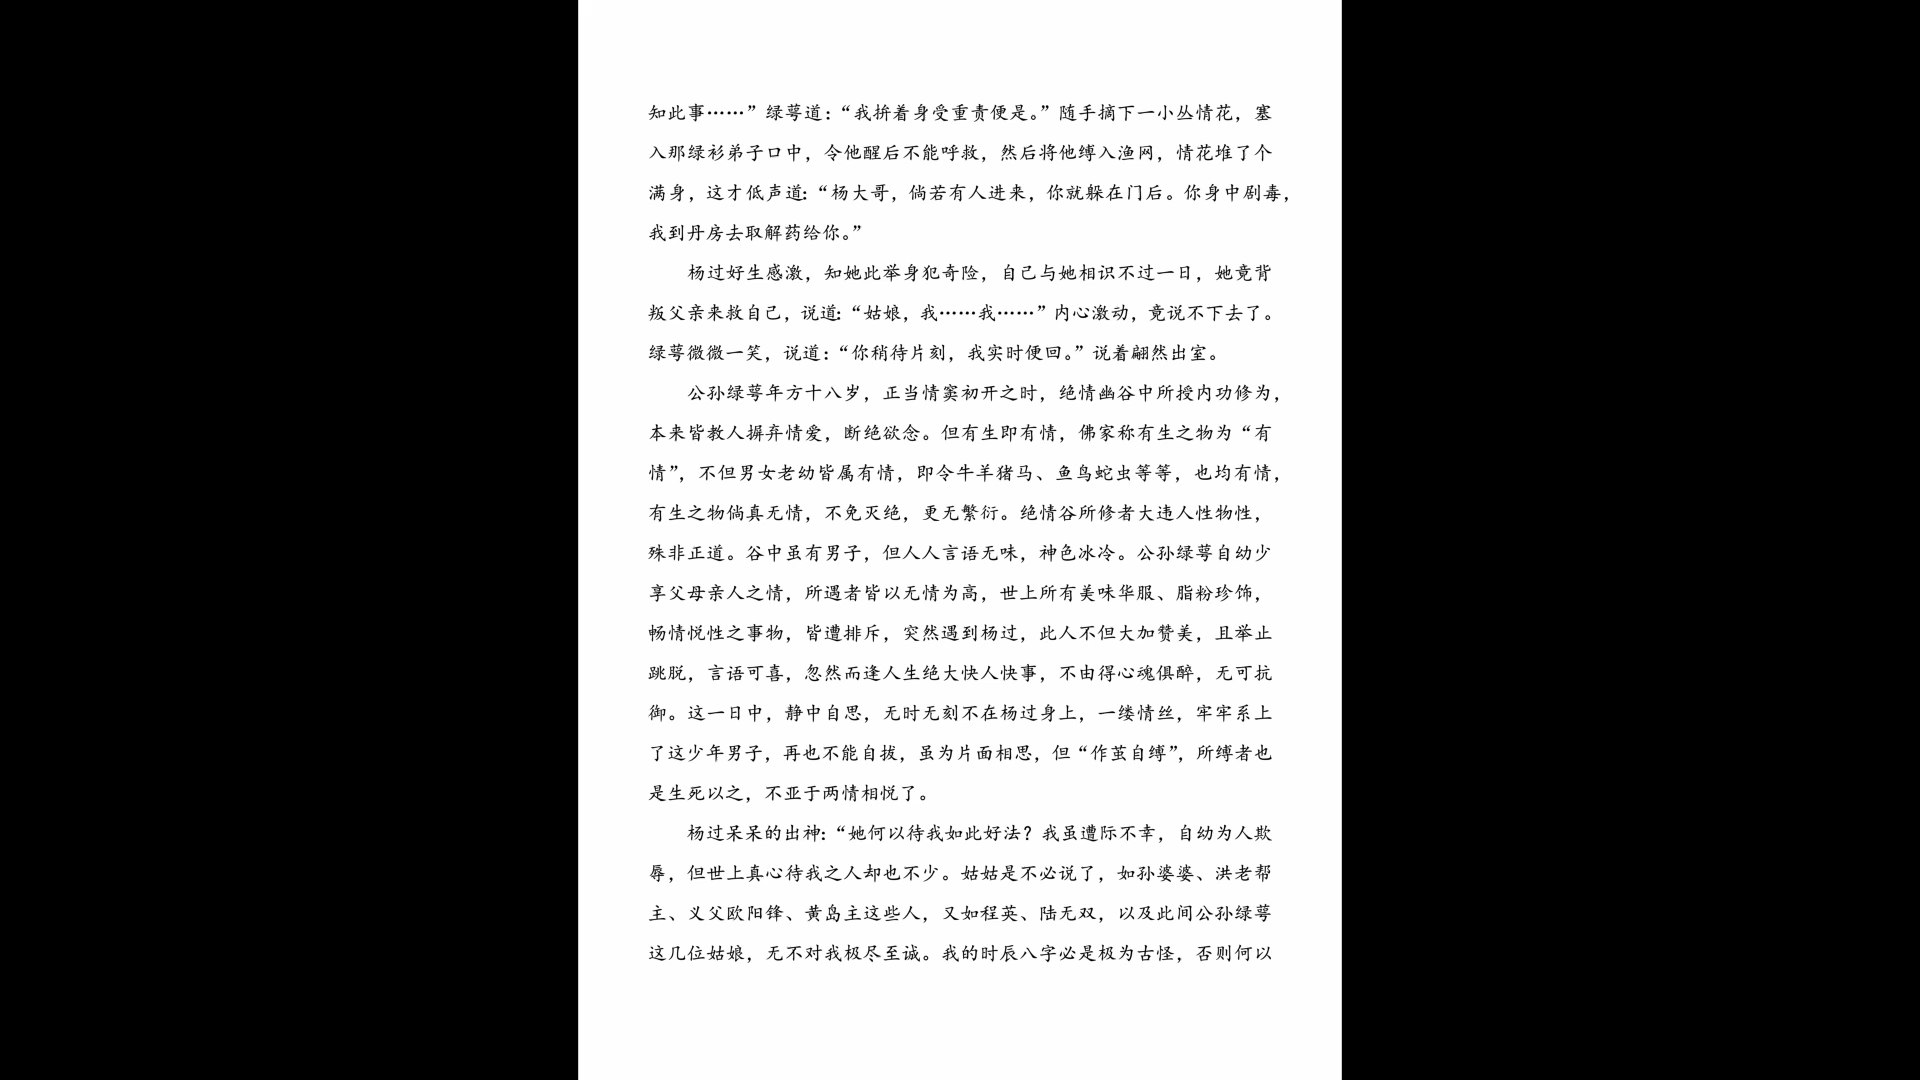 知此事……”绿萼道：“我拚着身受重责便是。”随手摘下一小丛情花，塞
入那绿衫弟子口中，令他醒后不能呼救，然后将他缚入渔网，情花堆了个
满身，这才低声道：“杨大哥，倘若有人进来，你就躲在门后。你身中剧毒，
我到丹房去取解药给你。”
杨过好生感激，知她此举身犯奇险，自己与她相识不过一日，她竟背
叛父亲来救自己，说道：“姑娘，我……我……”内心激动，竟说不下去了。
绿萼微微一笑，说道：“你稍待片刻，我实时便回。”说着翩然出室。
公孙绿萼年方十八岁，正当情窦初开之时，绝情幽谷中所授内功修为，
本来皆教人摒弃情爱，断绝欲念。但有生即有情，佛家称有生之物为“有
情”，不但男女老幼皆属有情，即令牛羊猪马、鱼鸟蛇虫等等，也均有情，
有生之物倘真无情，不免灭绝，更无繁衍。绝情谷所修者大违人性物性，
殊非正道。谷中虽有男子，但人人言语无味，神色冰冷。公孙绿萼自幼少
享父母亲人之情，所遇者皆以无情为高，世上所有美味华服、脂粉珍饰，
畅情悦性之事物，皆遭排斥，突然遇到杨过，此人不但大加赞美，且举止
跳脱，言语可喜，忽然而逢人生绝大快人快事，不由得心魂俱醉，无可抗
御。这一日中，静中自思，无时无刻不在杨过身上，一缕情丝，牢牢系上
了这少年男子，再也不能自拔，虽为片面相思，但“作茧自缚”，所缚者也
是生死以之，不亚于两情相悦了。
杨过呆呆的出神：“她何以待我如此好法？我虽遭际不幸，自幼为人欺
辱，但世上真心待我之人却也不少。姑姑是不必说了，如孙婆婆、洪老帮
主、义父欧阳锋、黄岛主这些人，又如程英、陆无双，以及此间公孙绿萼
这几位姑娘，无不对我极尽至诚。我的时辰八字必是极为古怪，否则何以